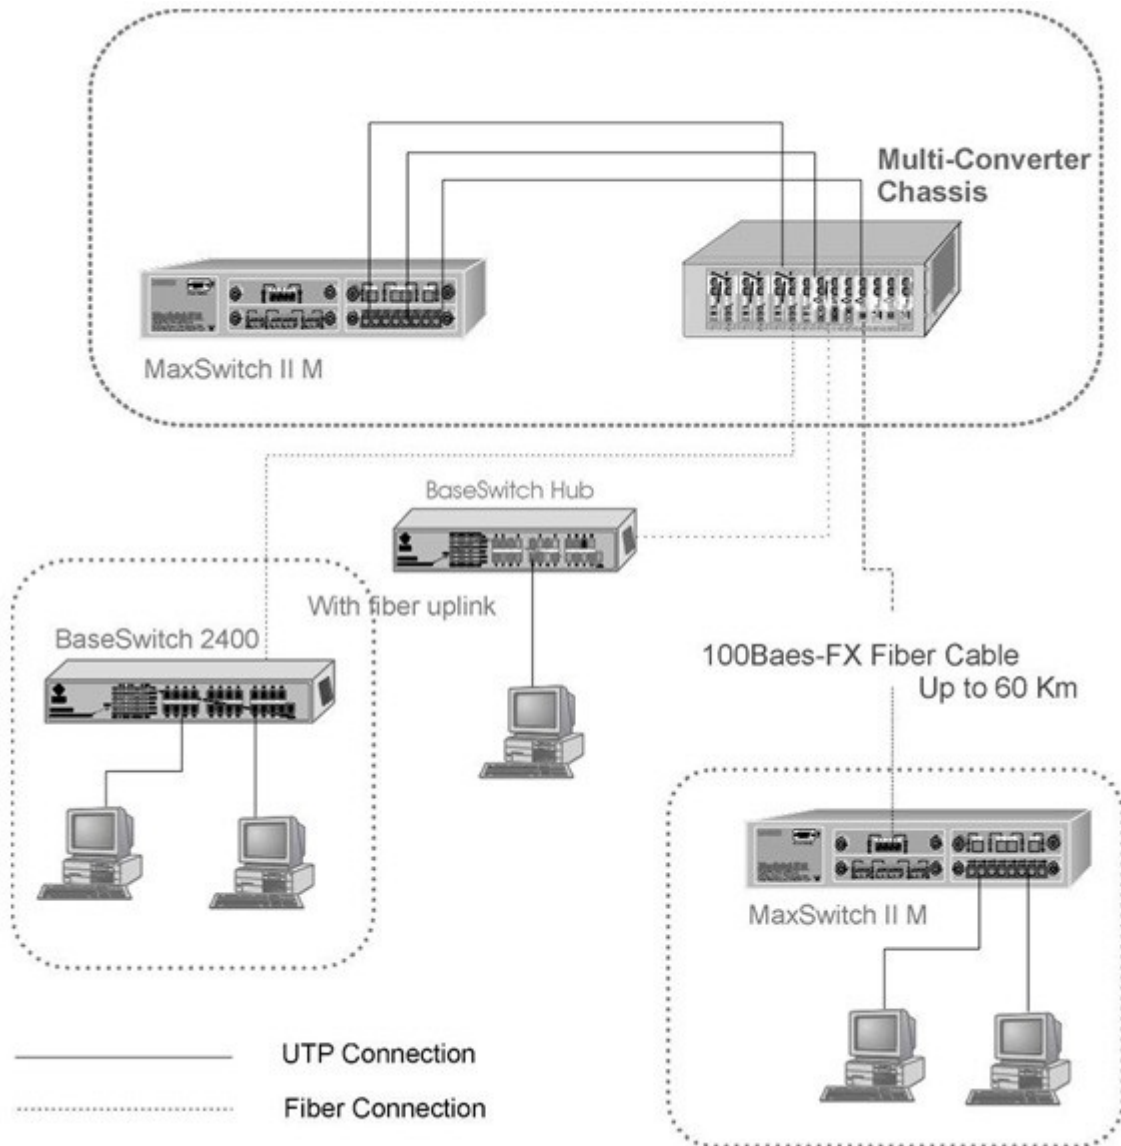 Multi-Converter
Chassis
MaxSwitch II M
BaseSwitch Hub
With fiber uplink
BaseSwitch 2400
100Baes-FX Fiber Cable
Up to 60 Km
MaxSwitch II M
UTP Connection
Fiber Connection